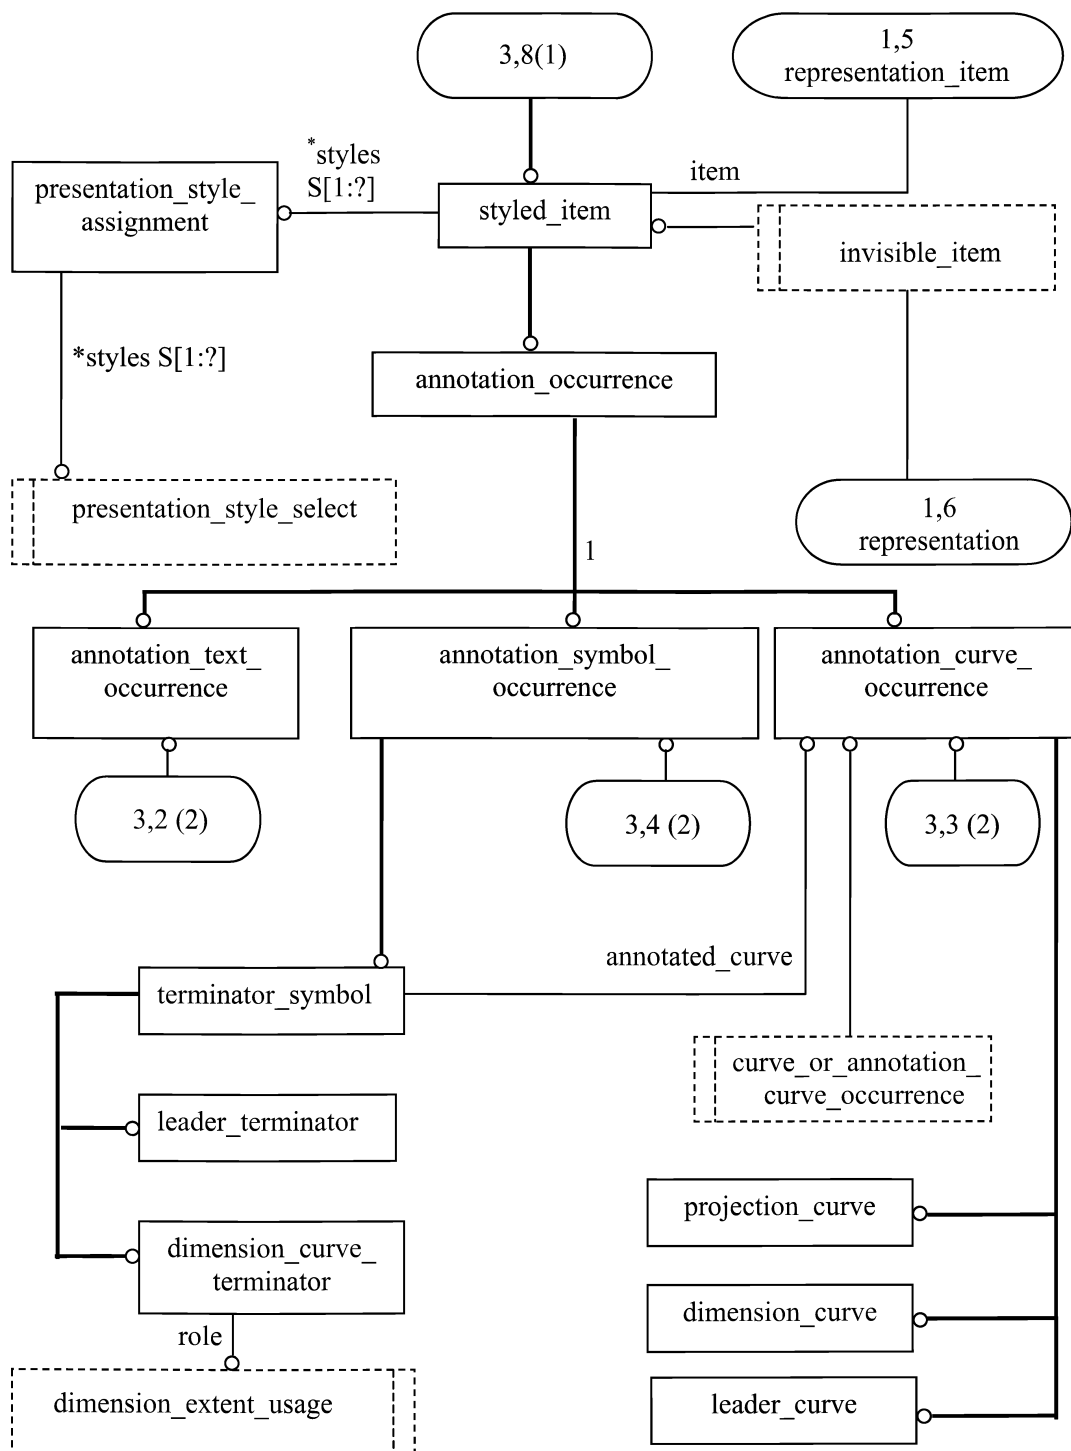 3,8(1)
1,5
representation_item
*styles
S[1:?]
item
presentation_style_
assignment
styled_item
invisible_item
*styles S[1:?]
annotation_occurrence
presentation_style_select
1,6
representation
1
annotation_text_
occurrence
annotation_symbol_
occurrence
annotation_curve_
occurrence
3,2 (2)
3,4 (2)
3,3 (2)
annotated_curve
terminator_symbol
curve_or_annotation_
curve_occurrence
leader_terminator
projection_curve
dimension_curve_
terminator
dimension_curve
role
dimension_extent_usage
leader_curve